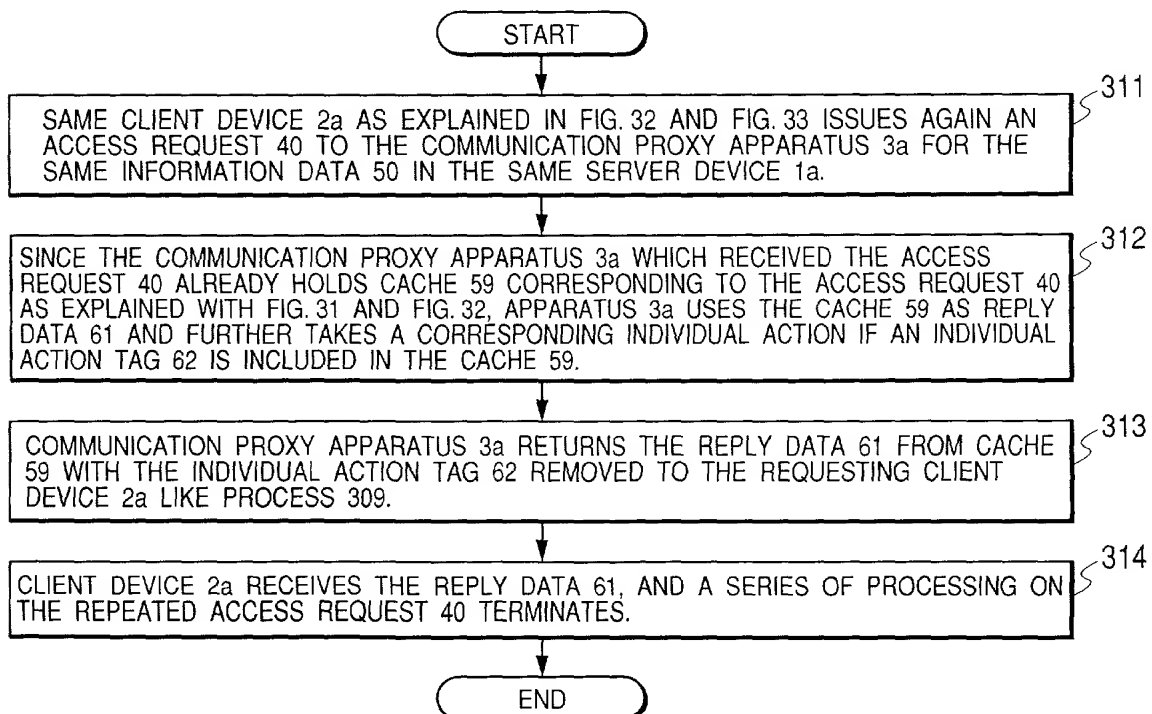 START
311
SAME CLIENT DEVICE 2a AS EXPLAINED IN FIG. 32 AND FIG. 33 ISSUES AGAIN AN
ACCESS REQUEST 40 TO THE COMMUNICATION PROXY APPARATUS 3a FOR THE
SAME INFORMATION DATA 50 IN THE SAME SERVER DEVICE 1a.
312
SINCE THE COMMUNICATION PROXY APPARATUS 3a WHICH RECEIVED THE ACCESS
REQUEST 40 ALREADY HOLDS CACHE 59 CORRESPONDING TO THE ACCESS REQUEST 40
AS EXPLAINED WITH FIG. 31 AND FIG. 32, APPARATUS 3a USES THE CACHE 59 AS REPLY
DATA 61 AND FURTHER TAKES A CORRESPONDING INDIVIDUAL ACTION IF AN INDIVIDUAL
ACTION TAG 62 IS INCLUDED IN THE CACHE 59.
313
COMMUNICATION PROXY APPARATUS 3a RETURNS THE REPLY DATA 61 FROM CACHE
59 WITH THE INDIVIDUAL ACTION TAG 62 REMOVED TO THE REQUESTING CLIENT
DEVICE 2a LIKE PROCESS 309.
314
CLIENT DEVICE 2a RECEIVES THE REPLY DATA 61, AND A SERIES OF PROCESSING ON
THE REPEATED ACCESS REQUEST 40 TERMINATES.
END